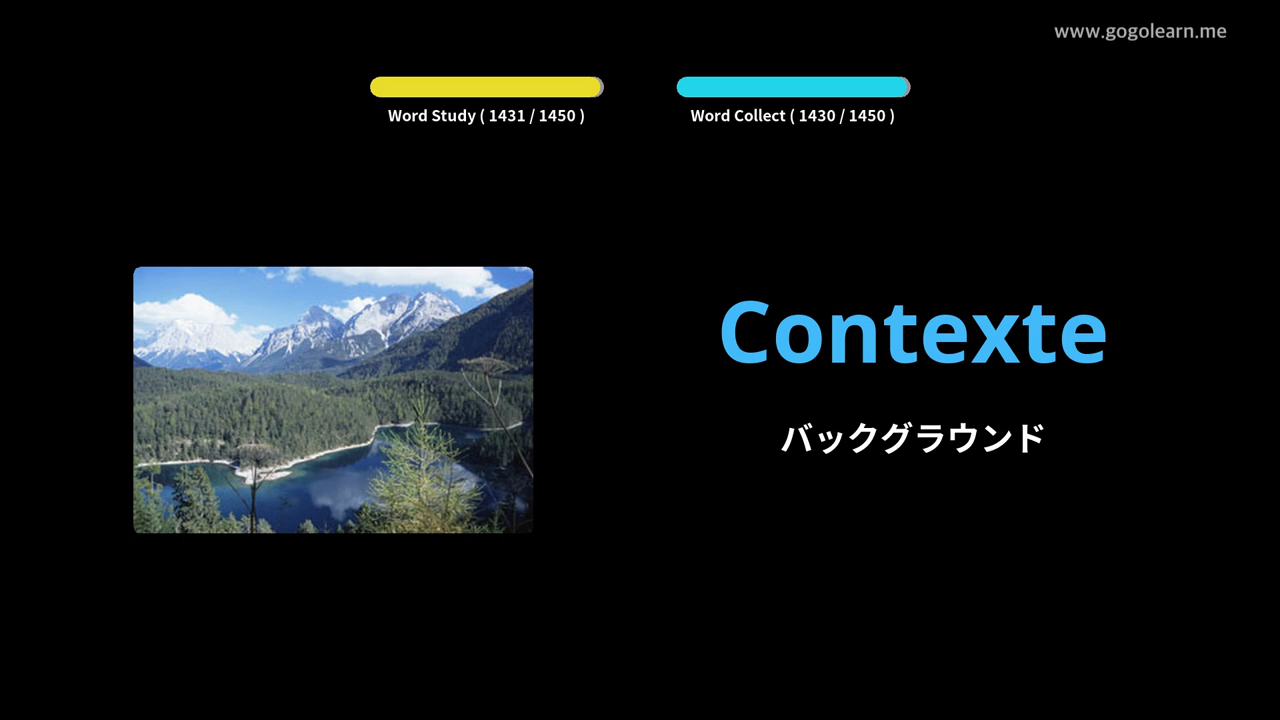 www.gogolearn.me
Word Study ( 1431 / 1450 )
Word Collect ( 1430 / 1450 )
Contexte
バックグラウンド